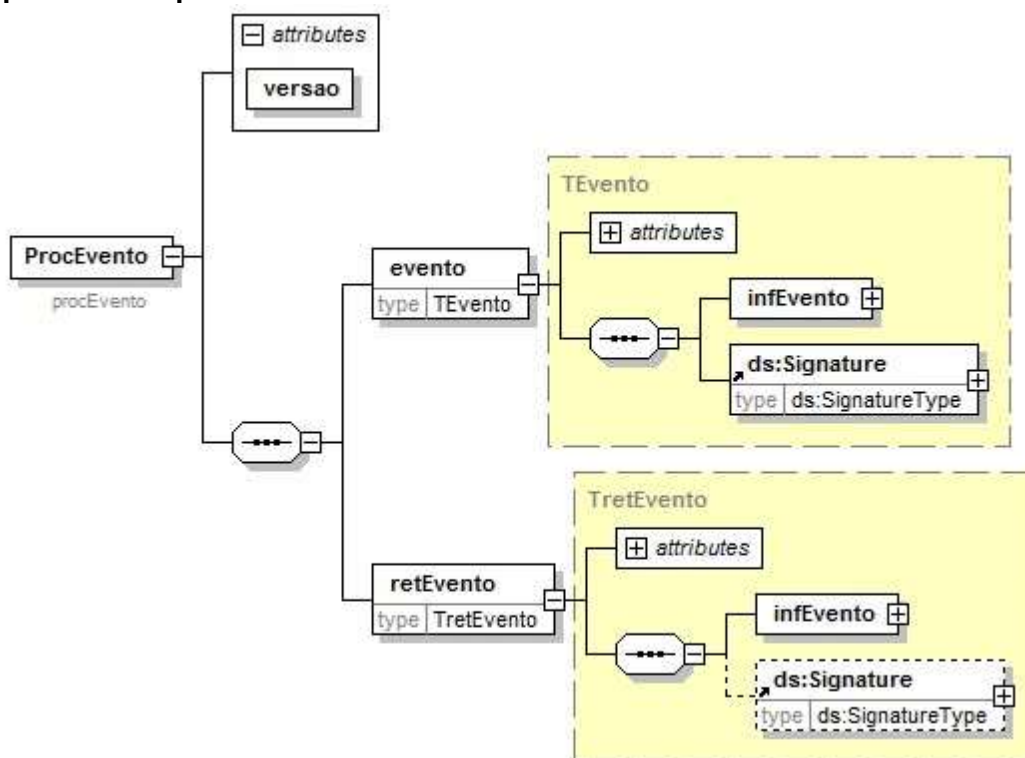 attributes
versao
TEvento
attributes
ProcEvento
procEvento
evento
type TEvento
infEvento
ds:Signature
type ds:SignatureType
TretEvento
attributes
retEvento
type TretEvento
infEvento
ds:Signature
type ds:SignatureType